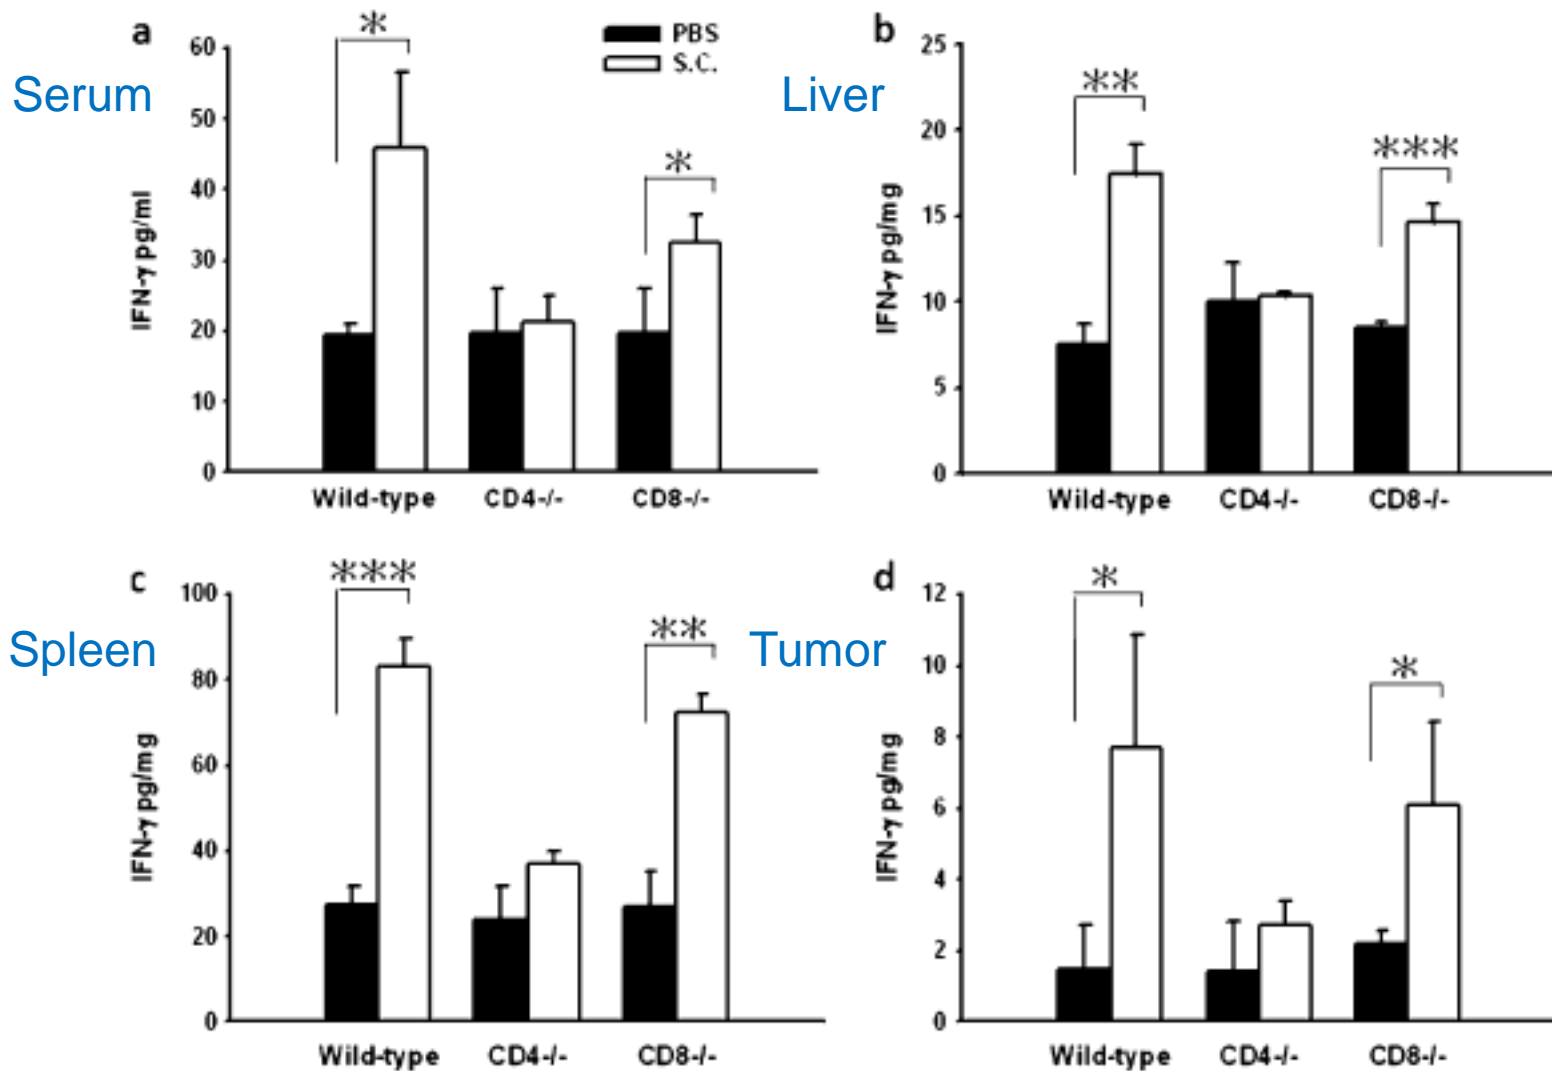 a
PBS
S.C.
Serum
*
*
60
50
40
30
20
10
0
IFN-γ pg/ml
Wild-type CD4-/- CD8-/-
b
Liver
**
***
25
20
15
10
5
0
IFN-γ pg/mg
Wild-type CD4-/- CD8-/-
c
Spleen
***
**
100
80
60
40
20
0
IFN-γ pg/mg
Wild-type CD4-/- CD8-/-
d
Tumor
*
*
12
10
8
6
4
2
0
IFN-γ pg/mg
Wild-type CD4-/- CD8-/-